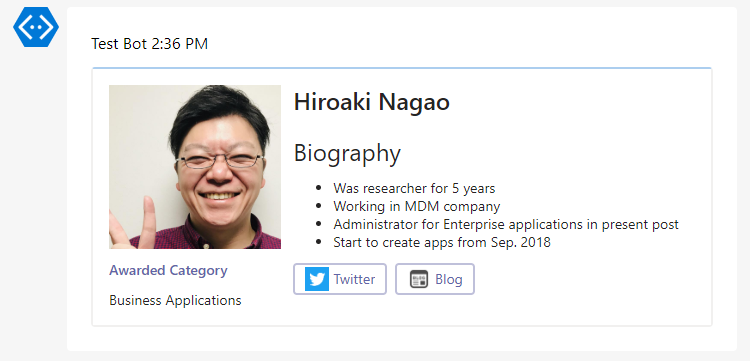 Test Bot 2:36 PM
Hiroaki Nagao
Biography
Was researcher for 5 years
Working in MDM company
Administrator for Enterprise applications in present post
Start to create apps from Sep. 2018
Twitter
Blog
Awarded Category
Business Applications